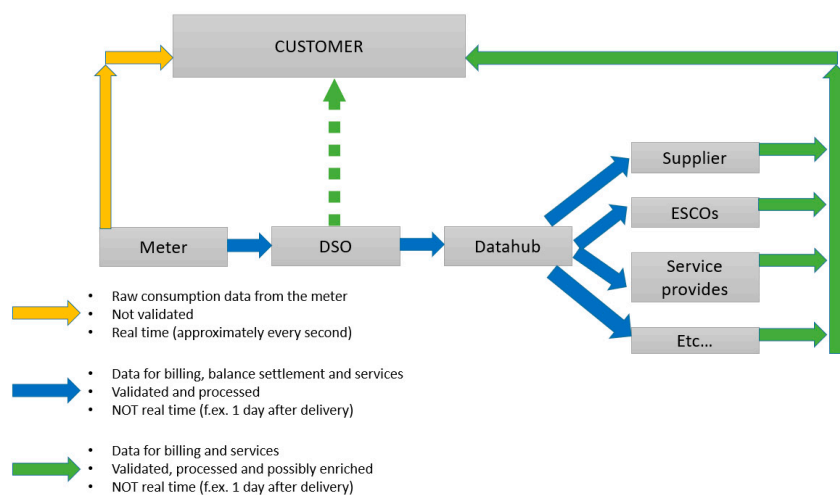 CUSTOMER
Supplier
ESCOs
Meter
DSO
Datahub
Service
provides
Etc...
• Raw consumption data from the meter
• Not validated
• Real time (approximately every second)
• Data for billing, balance settlement and services
• Validated and processed
• NOT real time (f.ex. 1 day after delivery)
• Data for billing and services
• Validated, processed and possibly enriched
• NOT real time (f.ex. 1 day after delivery)